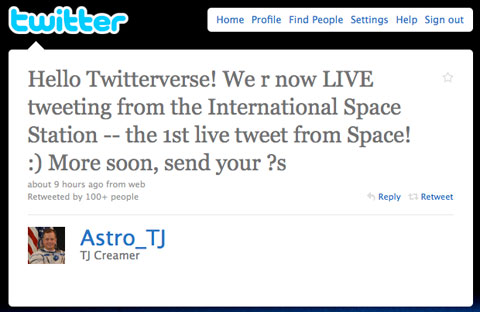 twitter
Home Profile Find People Settings Help Sign out
Hello Twitterverse! We r now LIVE
tweeting from the International Space
Station -- the 1st live tweet from Space!
:) More soon, send your ?s
about 9 hours ago from web
Retweeted by 100+ people
Reply Retweet
Astro_TJ
TJ Creamer